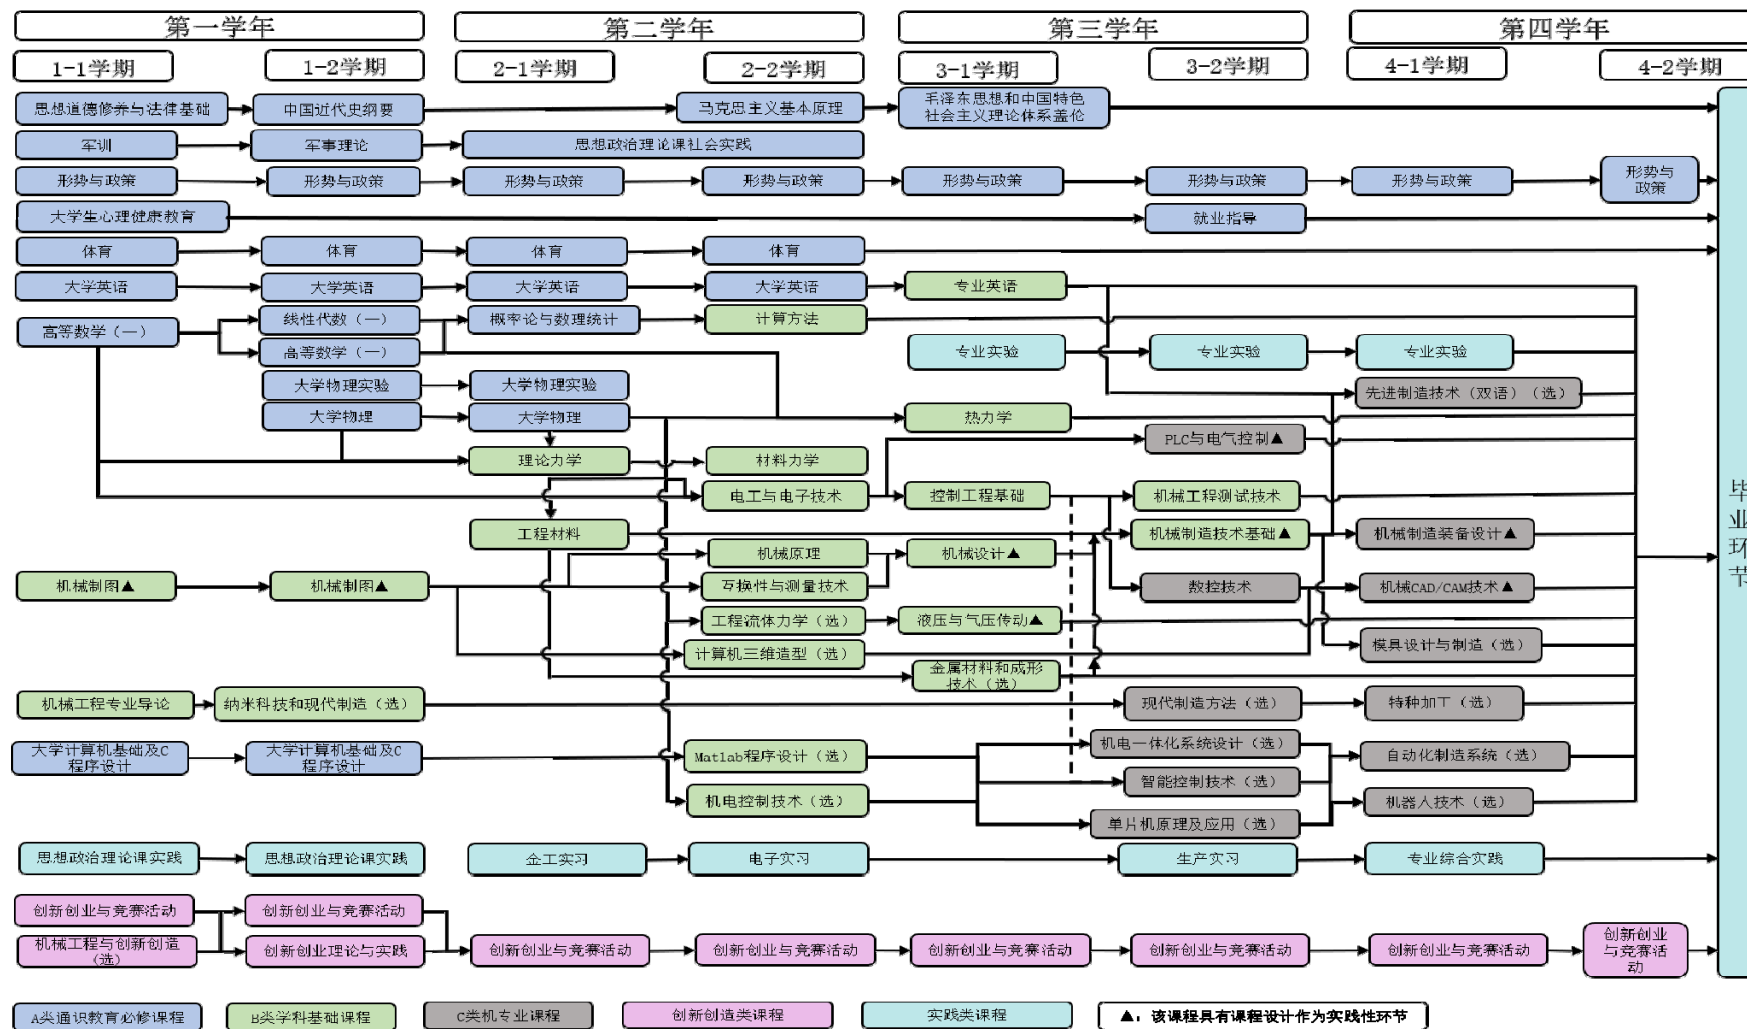 第一学年 第二学年 第三学年 第四学年
1-1学期 1-2学期 2-1学期 2-2学期 3-1学期 3-2学期 4-1学期 4-2学期
思想道德修养与法律基础 中国近代史纲要 马克思主义基本原理 毛泽东思想和中国特色
社会主义理论体系盖伦
军训 军事理论 思想政治理论课社会实践
形势与政策 形势与政策 形势与政策 形势与政策 形势与政策 形势与政策 形势与政策 形势与
政策
大学生心理健康教育 就业指导
体育 体育 体育 体育
大学英语 大学英语 大学英语 大学英语 专业英语
高等数学（一） 线性代数（一） 概率论与数理统计 计算方法
高等数学（一） 专业实验 专业实验 专业实验
大学物理实验 大学物理实验 先进制造技术（双语）（选）
大学物理 大学物理 热力学
PLC与电气控制▲
理论力学 材料力学
电工与电子技术 控制工程基础 机械工程测试技术
工程材料 机械制造技术基础▲ 机械制造装备设计▲
机械原理 机械设计▲
机械制图▲ 机械制图▲ 互换性与测量技术 数控技术 机械CAD/CAM技术▲
工程流体力学（选） 液压与气压传动▲
计算机三维造型（选） 模具设计与制造（选）
金属材料和成形
技术（选）
机械工程专业导论 纳米科技和现代制造（选） 现代制造方法（选） 特种加工（选）
大学计算机基础及C
程序设计
大学计算机基础及C
程序设计
Matlab程序设计（选） 机电一体化系统设计（选） 自动化制造系统（选）
智能控制技术（选）
机电控制技术（选） 机器人技术（选）
单片机原理及应用（选）
毕业环节
思想政治理论课实践 思想政治理论课实践 金工实习 电子实习 生产实习 专业综合实践
创新创业与竞赛活动 创新创业与竞赛活动
机械工程与创新创造
（选）
创新创业理论与实践 创新创业与竞赛活动 创新创业与竞赛活动 创新创业与竞赛活动 创新创业与竞赛活动 创新创业与竞赛活动 创新创业
与竞赛活
动
A类通识教育必修课程 B类学科基础课程 C类机专业课程 创新创造类课程 实践类课程 ▲：该课程具有课程设计作为实践性环节